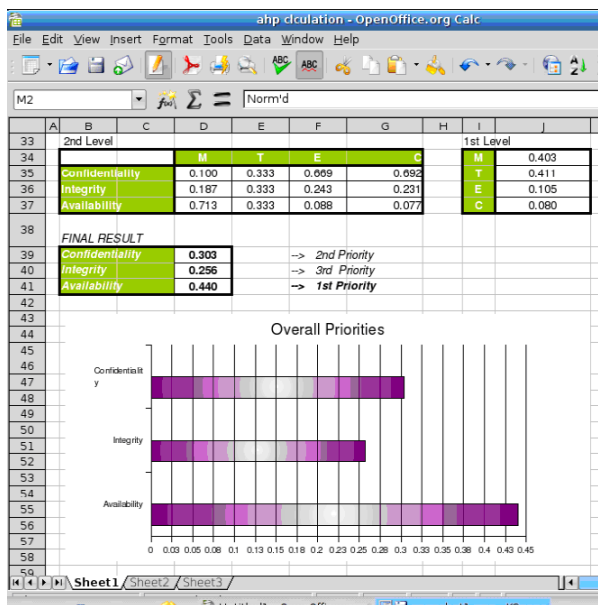 ahp clculation - OpenOffice.org Calc
File Edit View Insert Format Tools Data Window Help
M2 Norm'd
A B C D E F G H I J
33 2nd Level 1st Level
34 M T E C M 0.403
35 Confidentiality 0.100 0.333 0.669 0.692 T 0.411
36 Integrity 0.187 0.333 0.243 0.231 E 0.105
37 Availability 0.713 0.333 0.088 0.077 C 0.080
38 FINAL RESULT
39 Confidentiality 0.303 --> 2nd Priority
40 Integrity 0.256 --> 3rd Priority
41 Availability 0.440 --> 1st Priority
42
43
44 Overall Priorities
45
46 Confidentialit
47 y
48
49
50
51 Integrity
52
53
54
55 Availability
56
57
58 0 0.03 0.05 0.08 0.1 0.13 0.15 0.18 0.2 0.23 0.25 0.28 0.3 0.33 0.35 0.38 0.4 0.43 0.45
59
Sheet1 Sheet2 Sheet3